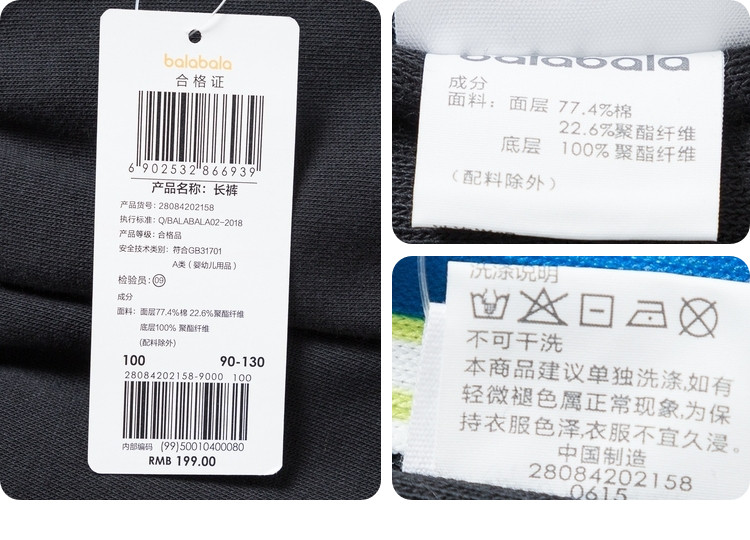 balabala
合格证
6 902532 866939
产品名称：长裤
产品货号：28084202158
执行标准：Q/BALABALA02-2018
产品等级：合格品
安全技术类别：符合GB31701
A类（婴幼儿用品）
检验员：09
成分
面料：面层77.4%棉 22.6%聚酯纤维
底层100% 聚酯纤维
(配料除外)
100 90-130
28084202158-9000 100
内部编码 (99)50010400080
RMB 199.00
balabala
成分
面料：面层 77.4%棉
22.6%聚酯纤维
底层 100%聚酯纤维
（配料除外）
洗涤说明
不可干洗
本商品建议单独洗涤,如有
轻微褪色属正常现象,为保
持衣服色泽,衣服不宜久浸。
中国制造
28084202158
0615